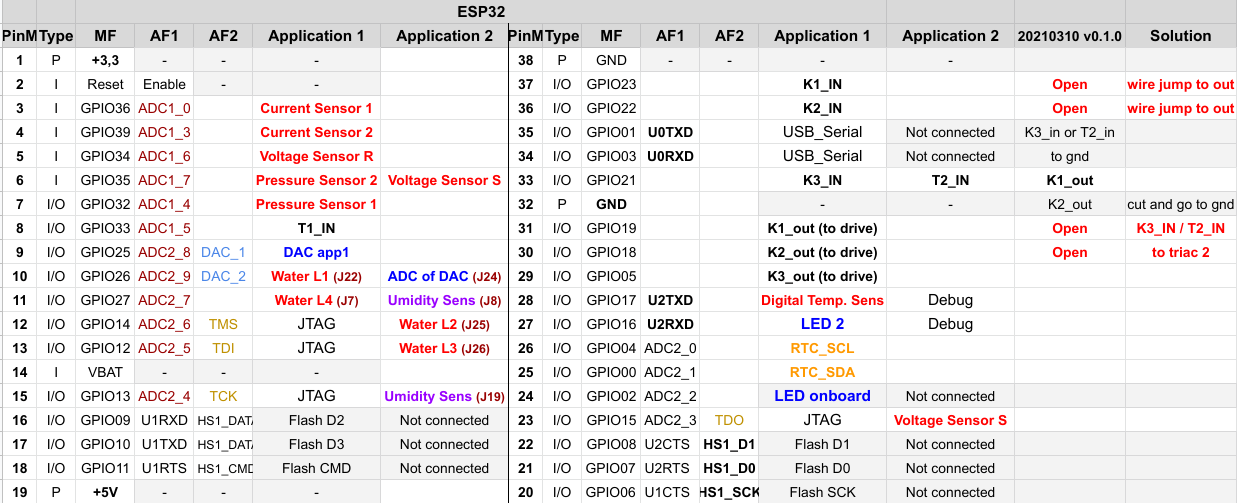 ESP32
PinM Type MF AF1 AF2 Application 1 Application 2 PinM Type MF AF1 AF2 Application 1 Application 2 20210310 v0.1.0 Solution
1 P +3,3 - - - 38 P GND - - - -
2 I Reset Enable - - 37 I/O GPIO23 K1_IN Open wire jump to out
3 I GPIO36 ADC1_0 Current Sensor 1 36 I/O GPIO22 K2_IN Open wire jump to out
4 I GPIO39 ADC1_3 Current Sensor 2 35 I/O GPIO01 U0TXD USB_Serial Not connected K3_in or T2_in
5 I GPIO34 ADC1_6 Voltage Sensor R 34 I/O GPIO03 U0RXD USB_Serial Not connected to gnd
6 I GPIO35 ADC1_7 Pressure Sensor 2 Voltage Sensor S 33 I/O GPIO21 K3_IN T2_IN K1_out
7 I/O GPIO32 ADC1_4 Pressure Sensor 1 32 P GND - - K2_out cut and go to gnd
8 I/O GPIO33 ADC1_5 T1_IN 31 I/O GPIO19 K1_out (to drive) Open K3_IN / T2_IN
9 I/O GPIO25 ADC2_8 DAC_1 DAC app1 30 I/O GPIO18 K2_out (to drive) Open to triac 2
10 I/O GPIO26 ADC2_9 DAC_2 Water L1 (J22) ADC of DAC (J24) 29 I/O GPIO05 K3_out (to drive)
11 I/O GPIO27 ADC2_7 Water L4 (J7) Umidity Sens (J8) 28 I/O GPIO17 U2TXD Digital Temp. Sens Debug
12 I/O GPIO14 ADC2_6 TMS JTAG Water L2 (J25) 27 I/O GPIO16 U2RXD LED 2 Debug
13 I/O GPIO12 ADC2_5 TDI JTAG Water L3 (J26) 26 I/O GPIO04 ADC2_0 RTC_SCL
14 I VBAT - - - 25 I/O GPIO00 ADC2_1 RTC_SDA
15 I/O GPIO13 ADC2_4 TCK JTAG Umidity Sens (J19) 24 I/O GPIO02 ADC2_2 LED onboard Not connected
16 I/O GPIO09 U1RXD HS1_DATA Flash D2 Not connected 23 I/O GPIO15 ADC2_3 TDO JTAG Voltage Sensor S
17 I/O GPIO10 U1TXD HS1_DATA Flash D3 Not connected 22 I/O GPIO08 U2CTS HS1_D1 Flash D1 Not connected
18 I/O GPIO11 U1RTS HS1_CMD Flash CMD Not connected 21 I/O GPIO07 U2RTS HS1_D0 Flash D0 Not connected
19 P +5V - - - 20 I/O GPIO06 U1CTS HS1_SCK Flash SCK Not connected